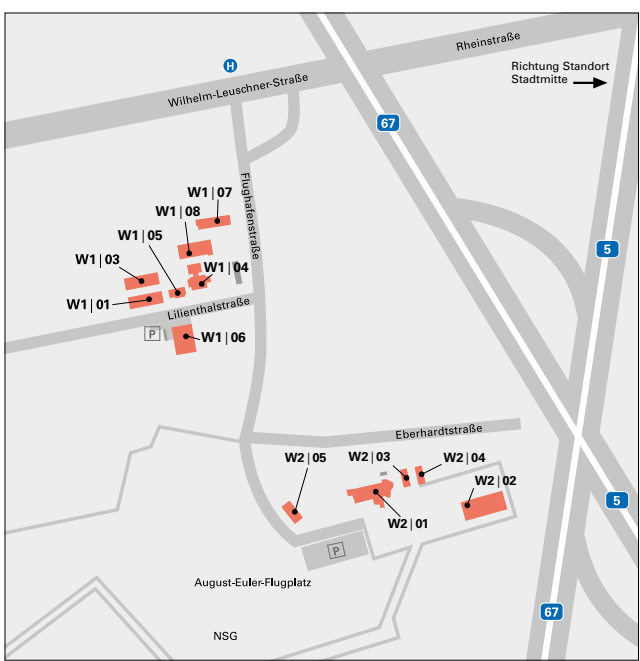 Rheinstraße
H
Richtung Standort
Stadtmitte
Wilhelm-Leuschner-Straße
67
Flughafenstraße
W1 | 07
W1 | 08
W1 | 05
W1 | 03
W1 | 04
5
W1 | 01
Lilienthalstraße
P
W1 | 06
Eberhardtstraße
W2 | 05
W2 | 03
W2 | 04
W2 | 02
5
W2 | 01
P
August-Euler-Flugplatz
67
NSG